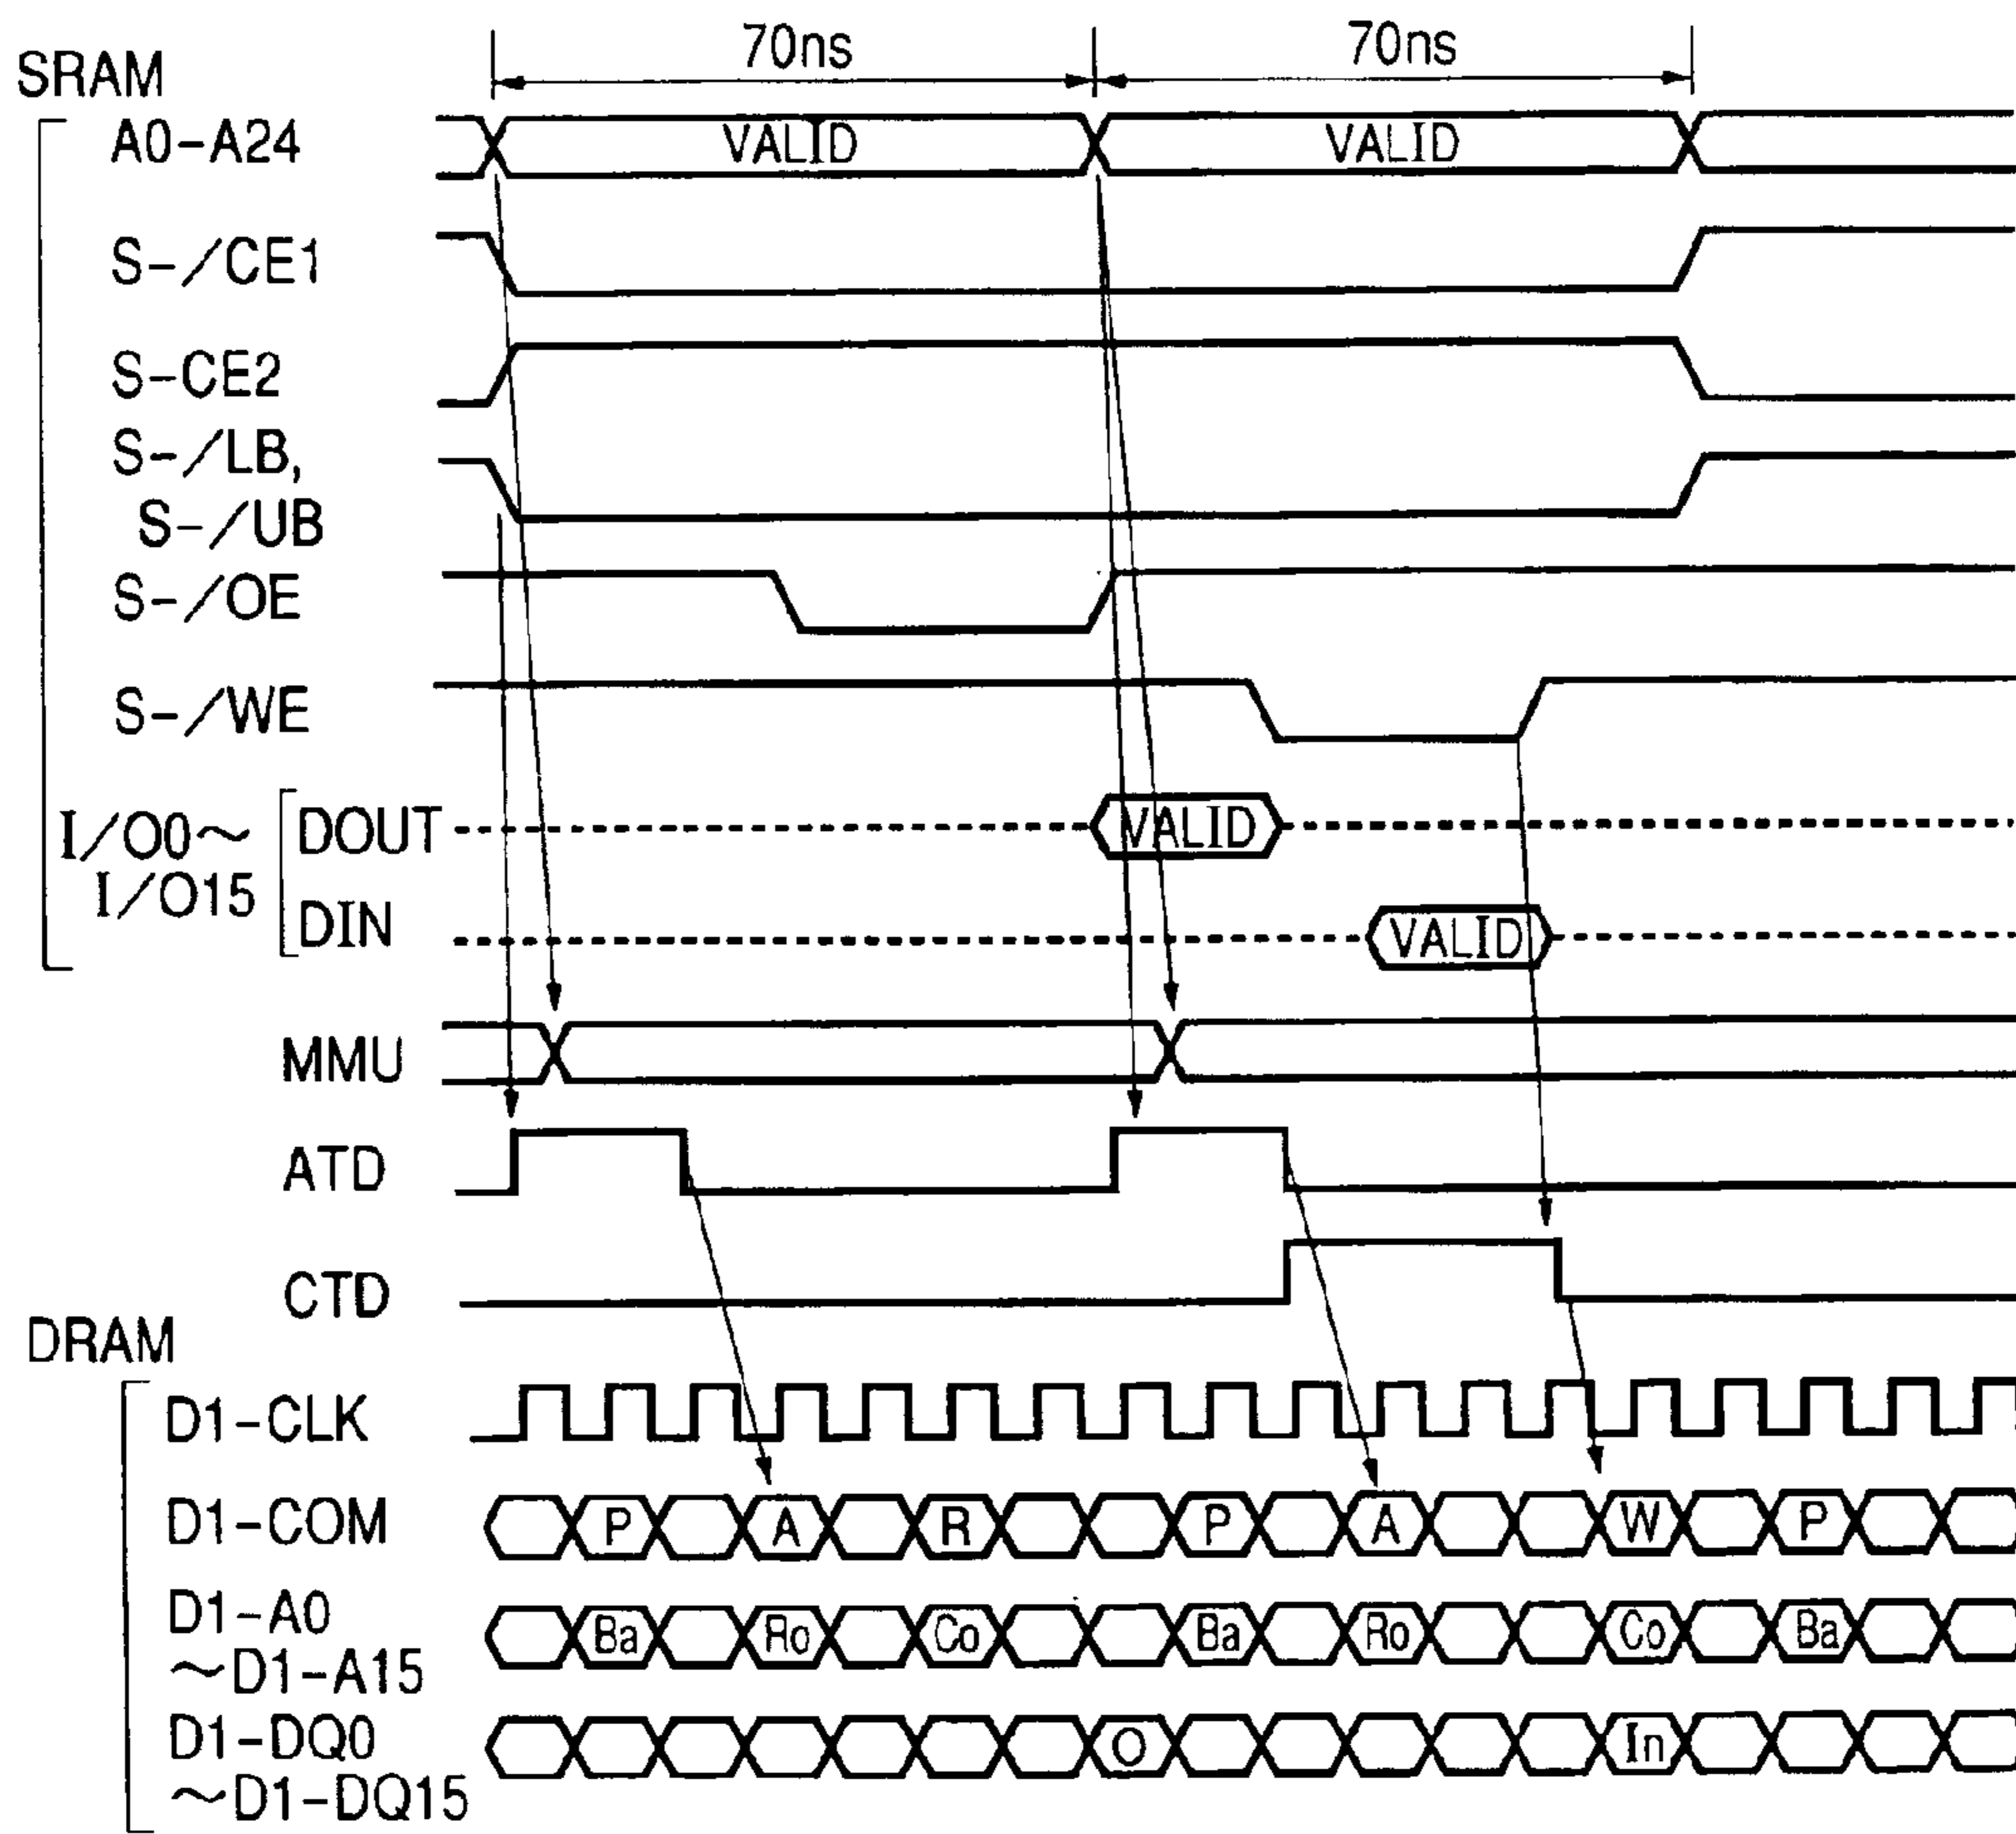 70ns 70ns
SRAM
A0-A24 VALID VALID
S-/CE1
S-CE2
S-/LB,
S-/UB
S-/OE
S-/WE
I/O0～ DOUT VALID
I/O15 DIN VALID
MMU
ATD
CTD
DRAM
D1-CLK
D1-COM P A R P A W P
D1-A0 Ba Ro Co Ba Ro Co Ba
～D1-A15
D1-DQ0 O In
～D1-DQ15